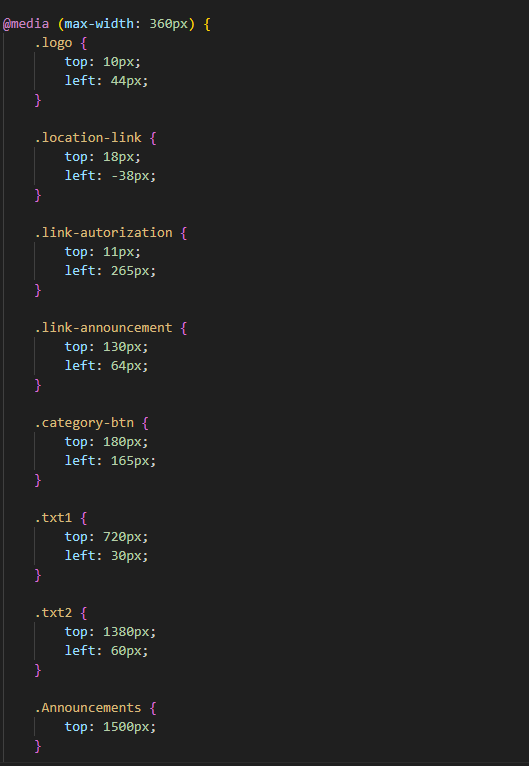 @media (max-width: 360px) {
    .logo {
        top: 10px;
        left: 44px;
    }

    .location-link {
        top: 18px;
        left: -38px;
    }

    .link-autorization {
        top: 11px;
        left: 265px;
    }

    .link-announcement {
        top: 130px;
        left: 64px;
    }

    .category-btn {
        top: 180px;
        left: 165px;
    }

    .txt1 {
        top: 720px;
        left: 30px;
    }

    .txt2 {
        top: 1380px;
        left: 60px;
    }

    .Announcements {
        top: 1500px;
    }